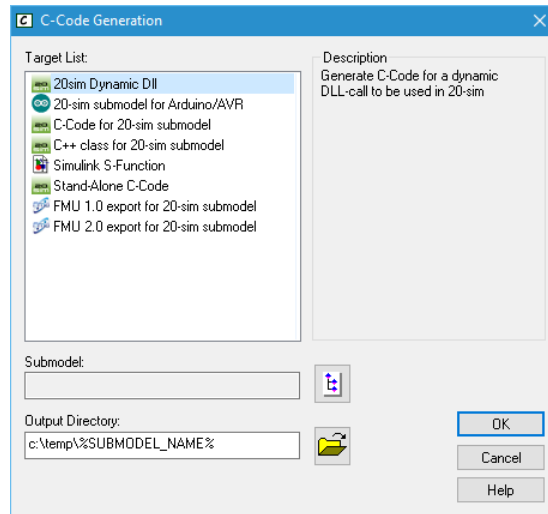 C-Code Generation
Target List:
20sim Dynamic Dll
20-sim submodel for Arduino/AVR
C-Code for 20-sim submodel
C++ class for 20-sim submodel
Simulink S-Function
Stand-Alone C-Code
FMU 1.0 export for 20-sim submodel
FMU 2.0 export for 20-sim submodel
Description
Generate C-Code for a dynamic
DLL-call to be used in 20-sim
Submodel:
Output Directory:
c:\temp\%SUBMODEL_NAME%
OK
Cancel
Help